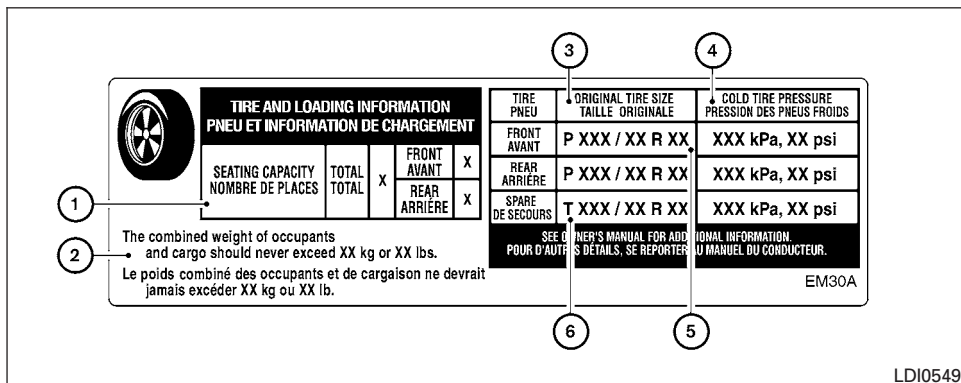 3
4
TIRE AND LOADING INFORMATION
PNEU ET INFORMATION DE CHARGEMENT
SEATING CAPACITY
NOMBRE DE PLACES
TOTAL
TOTAL
X
FRONT
AVANT
X
REAR
ARRIÉRE
X
TIRE
PNEU
ORIGINAL TIRE SIZE
TAILLE ORIGINALE
COLD TIRE PRESSURE
PRESSION DES PNEUS FROIDS
FRONT
AVANT
P XXX / XX R XX
XXX kPa, XX psi
REAR
ARRIÉRE
P XXX / XX R XX
XXX kPa, XX psi
SPARE
DE SECOURS
T XXX / XX R XX
XXX kPa, XX psi
SEE OWNER'S MANUAL FOR ADDITIONAL INFORMATION.
POUR D'AUTRES DÉTAILS, SE REPORTER AU MANUEL DU CONDUCTEUR.
1
2
The combined weight of occupants
and cargo should never exceed XX kg or XX lbs.
Le poids combiné des occupants et de cargaison ne devrait
jamais excéder XX kg ou XX lb.
EM30A
6
5
LDI0549